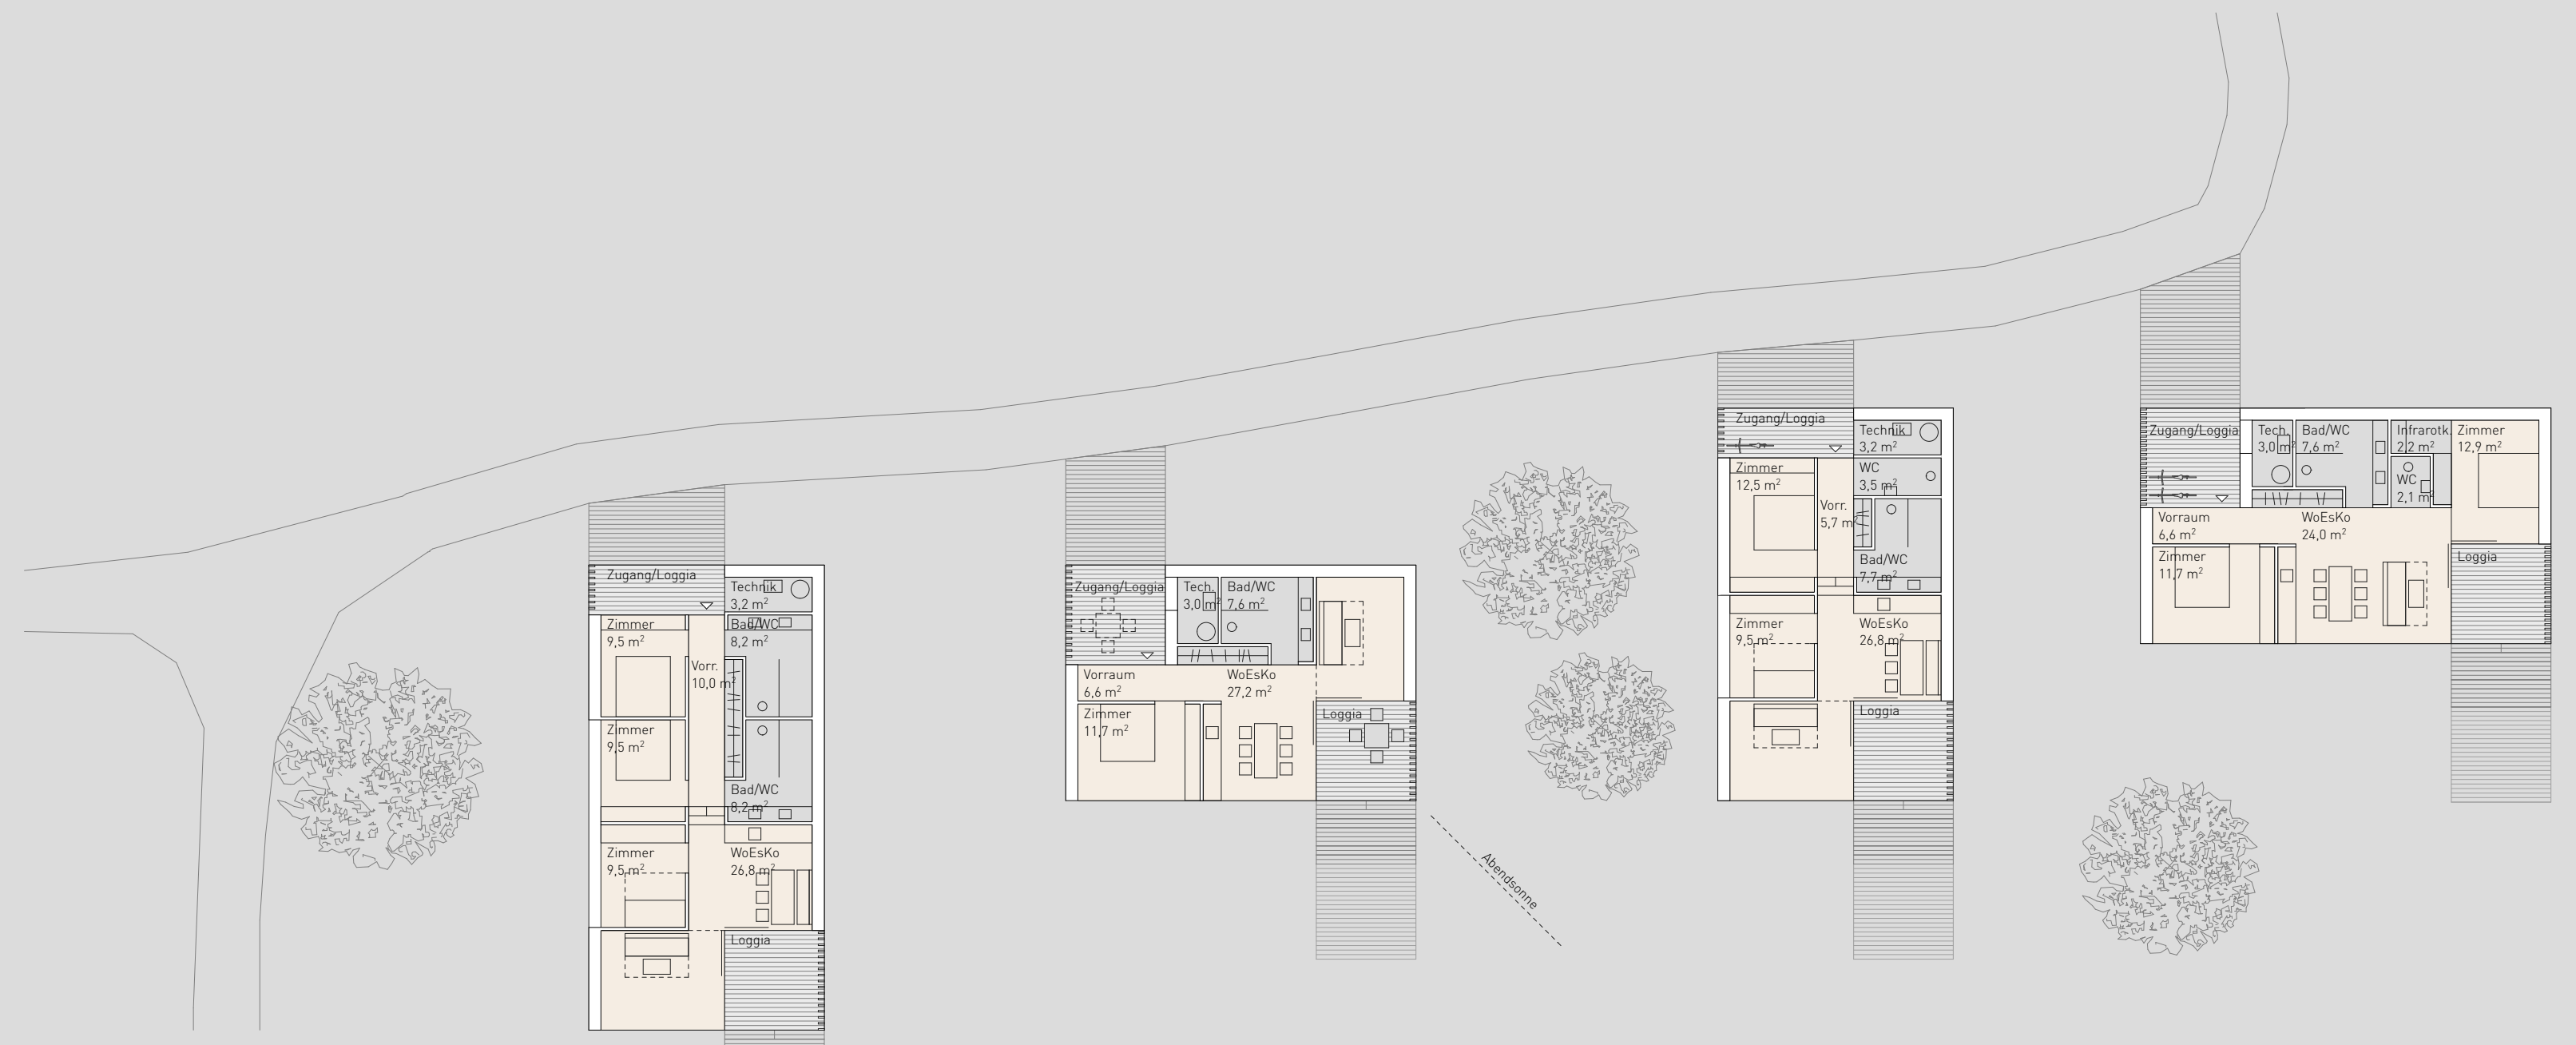 Zugang/Loggia
Technik
3,2 m²
Zimmer
9,5 m²
Bad/WC
8,2 m²
Vorr.
10,0 m²
Zimmer
9,5 m²
Bad/WC
8,2 m²
Zimmer
9,5 m²
WoEsKo
26,8 m²
Loggia
Zugang/Loggia
Tech.
3,0 m²
Bad/WC
7,6 m²
Vorraum
6,6 m²
WoEsKo
27,2 m²
Zimmer
11,7 m²
Loggia
Abendsonne
Zugang/Loggia
Technik
3,2 m²
Zimmer
12,5 m²
WC
3,5 m²
Vorr.
5,7 m²
Bad/WC
7,7 m²
Zimmer
9,5 m²
WoEsKo
26,8 m²
Loggia
Zugang/Loggia
Tech.
3,0 m²
Bad/WC
7,6 m²
Infrarotk.
2,2 m²
Zimmer
12,9 m²
WC
2,1 m²
Vorraum
6,6 m²
WoEsKo
24,0 m²
Zimmer
11,7 m²
Loggia